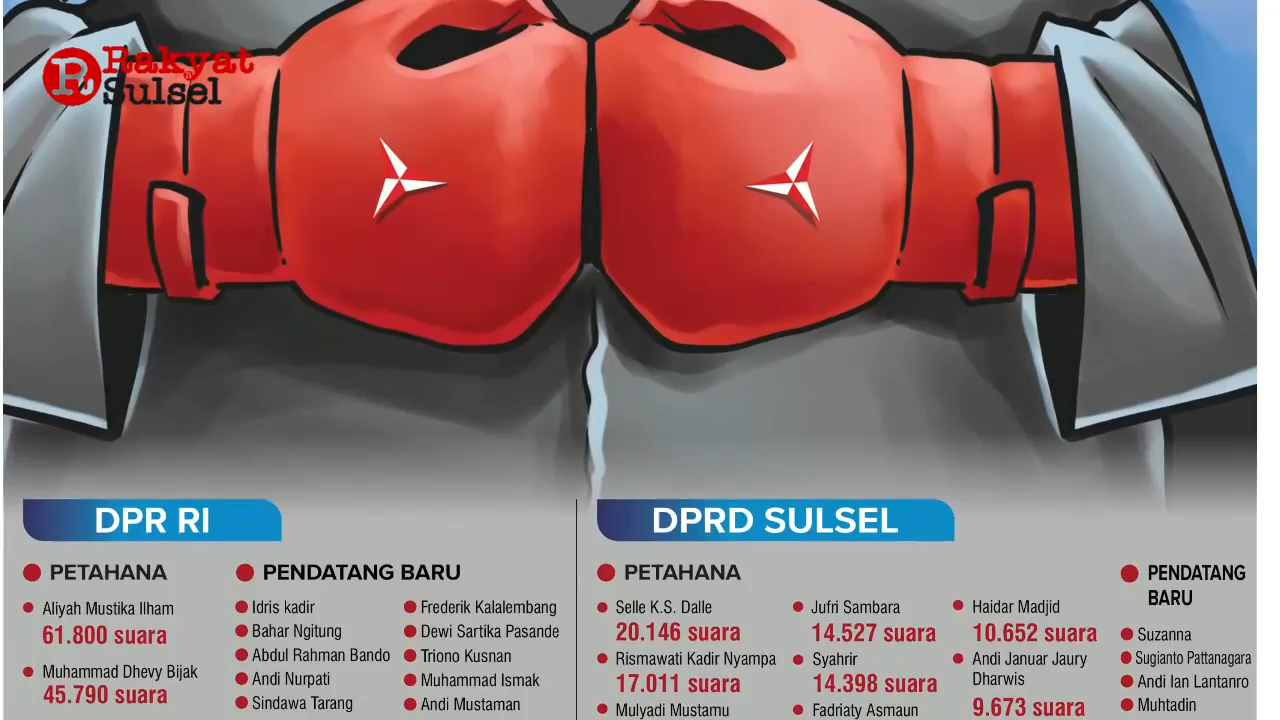 Rakyat
Sulsel
DPR RI
PETAHANA
Aliyah Mustika Ilham
61.800 suara
Muhammad Dhevy Bijak
45.790 suara
PENDATANG BARU
Idris kadir
Bahar Ngitung
Abdul Rahman Bando
Andi Nurpati
Sindawa Tarang
Frederik Kalalembang
Dewi Sartika Pasande
Triono Kusnan
Muhammad Ismak
Andi Mustaman
DPRD SULSEL
PETAHANA
Selle K.S. Dalle
20.146 suara
Rismawati Kadir Nyampa
17.011 suara
Mulyadi Mustamu
Jufri Sambara
14.527 suara
Syahrir
14.398 suara
Fadriaty Asmaun
Haidar Madjid
10.652 suara
Andi Januar Jaury
Dharwis
9.673 suara
PENDATANG
BARU
Suzanna
Sugianto Pattanagara
Andi Ian Lantanro
Muhtadin